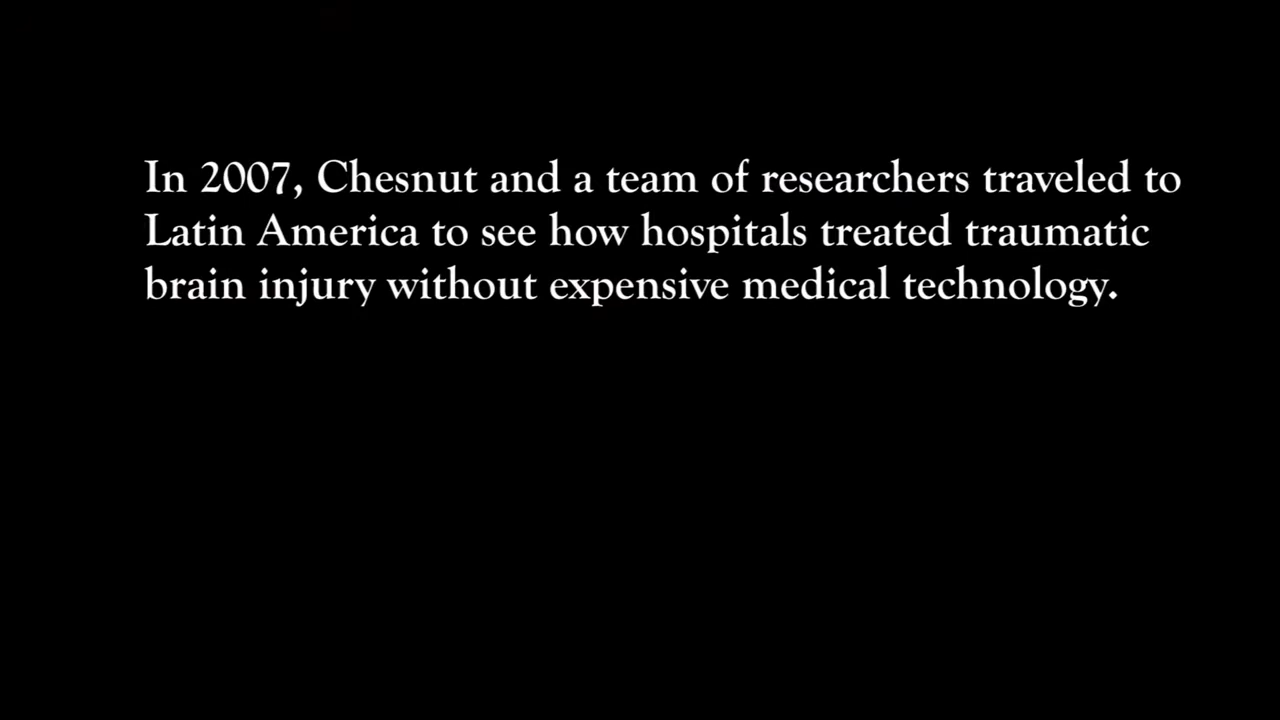 In 2007, Chesnut and a team of researchers traveled to
Latin America to see how hospitals treated traumatic
brain injury without expensive medical technology.